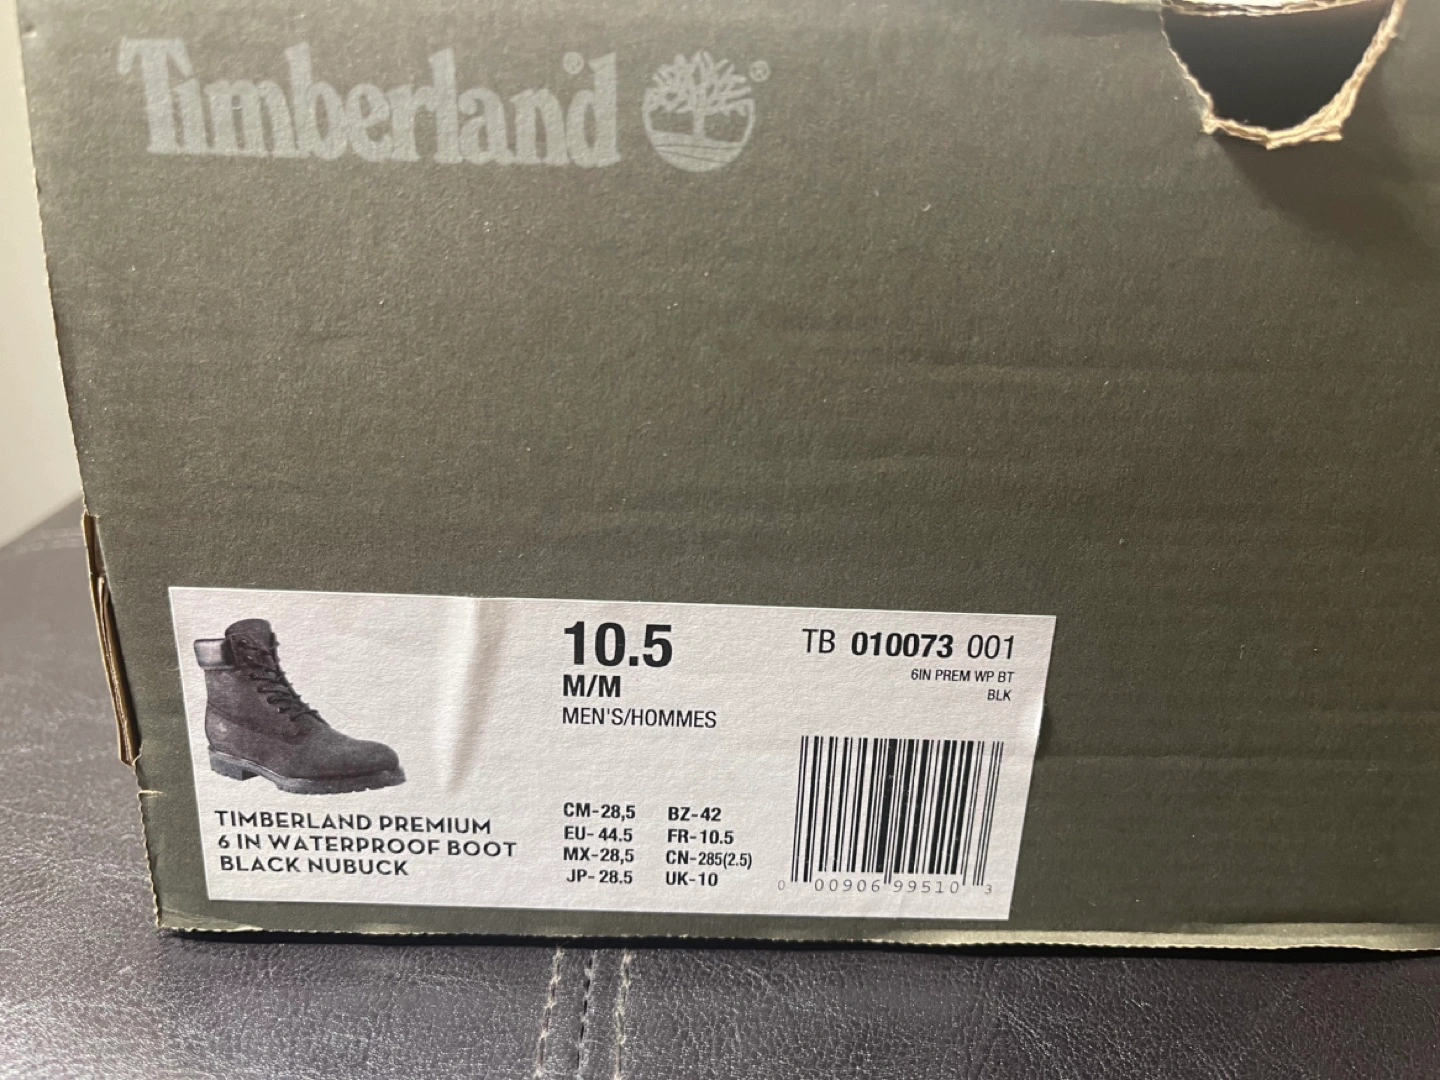 Timberland®
®
10.5
M/M
MEN'S/HOMMES
TB 010073 001
6IN PREM WP BT
BLK
TIMBERLAND PREMIUM
6 IN WATERPROOF BOOT
BLACK NUBUCK
CM-28,5 BZ-42
EU-44.5 FR-10.5
MX-28,5 CN-285(2.5)
JP-28.5 UK-10
0 00906 99510 3